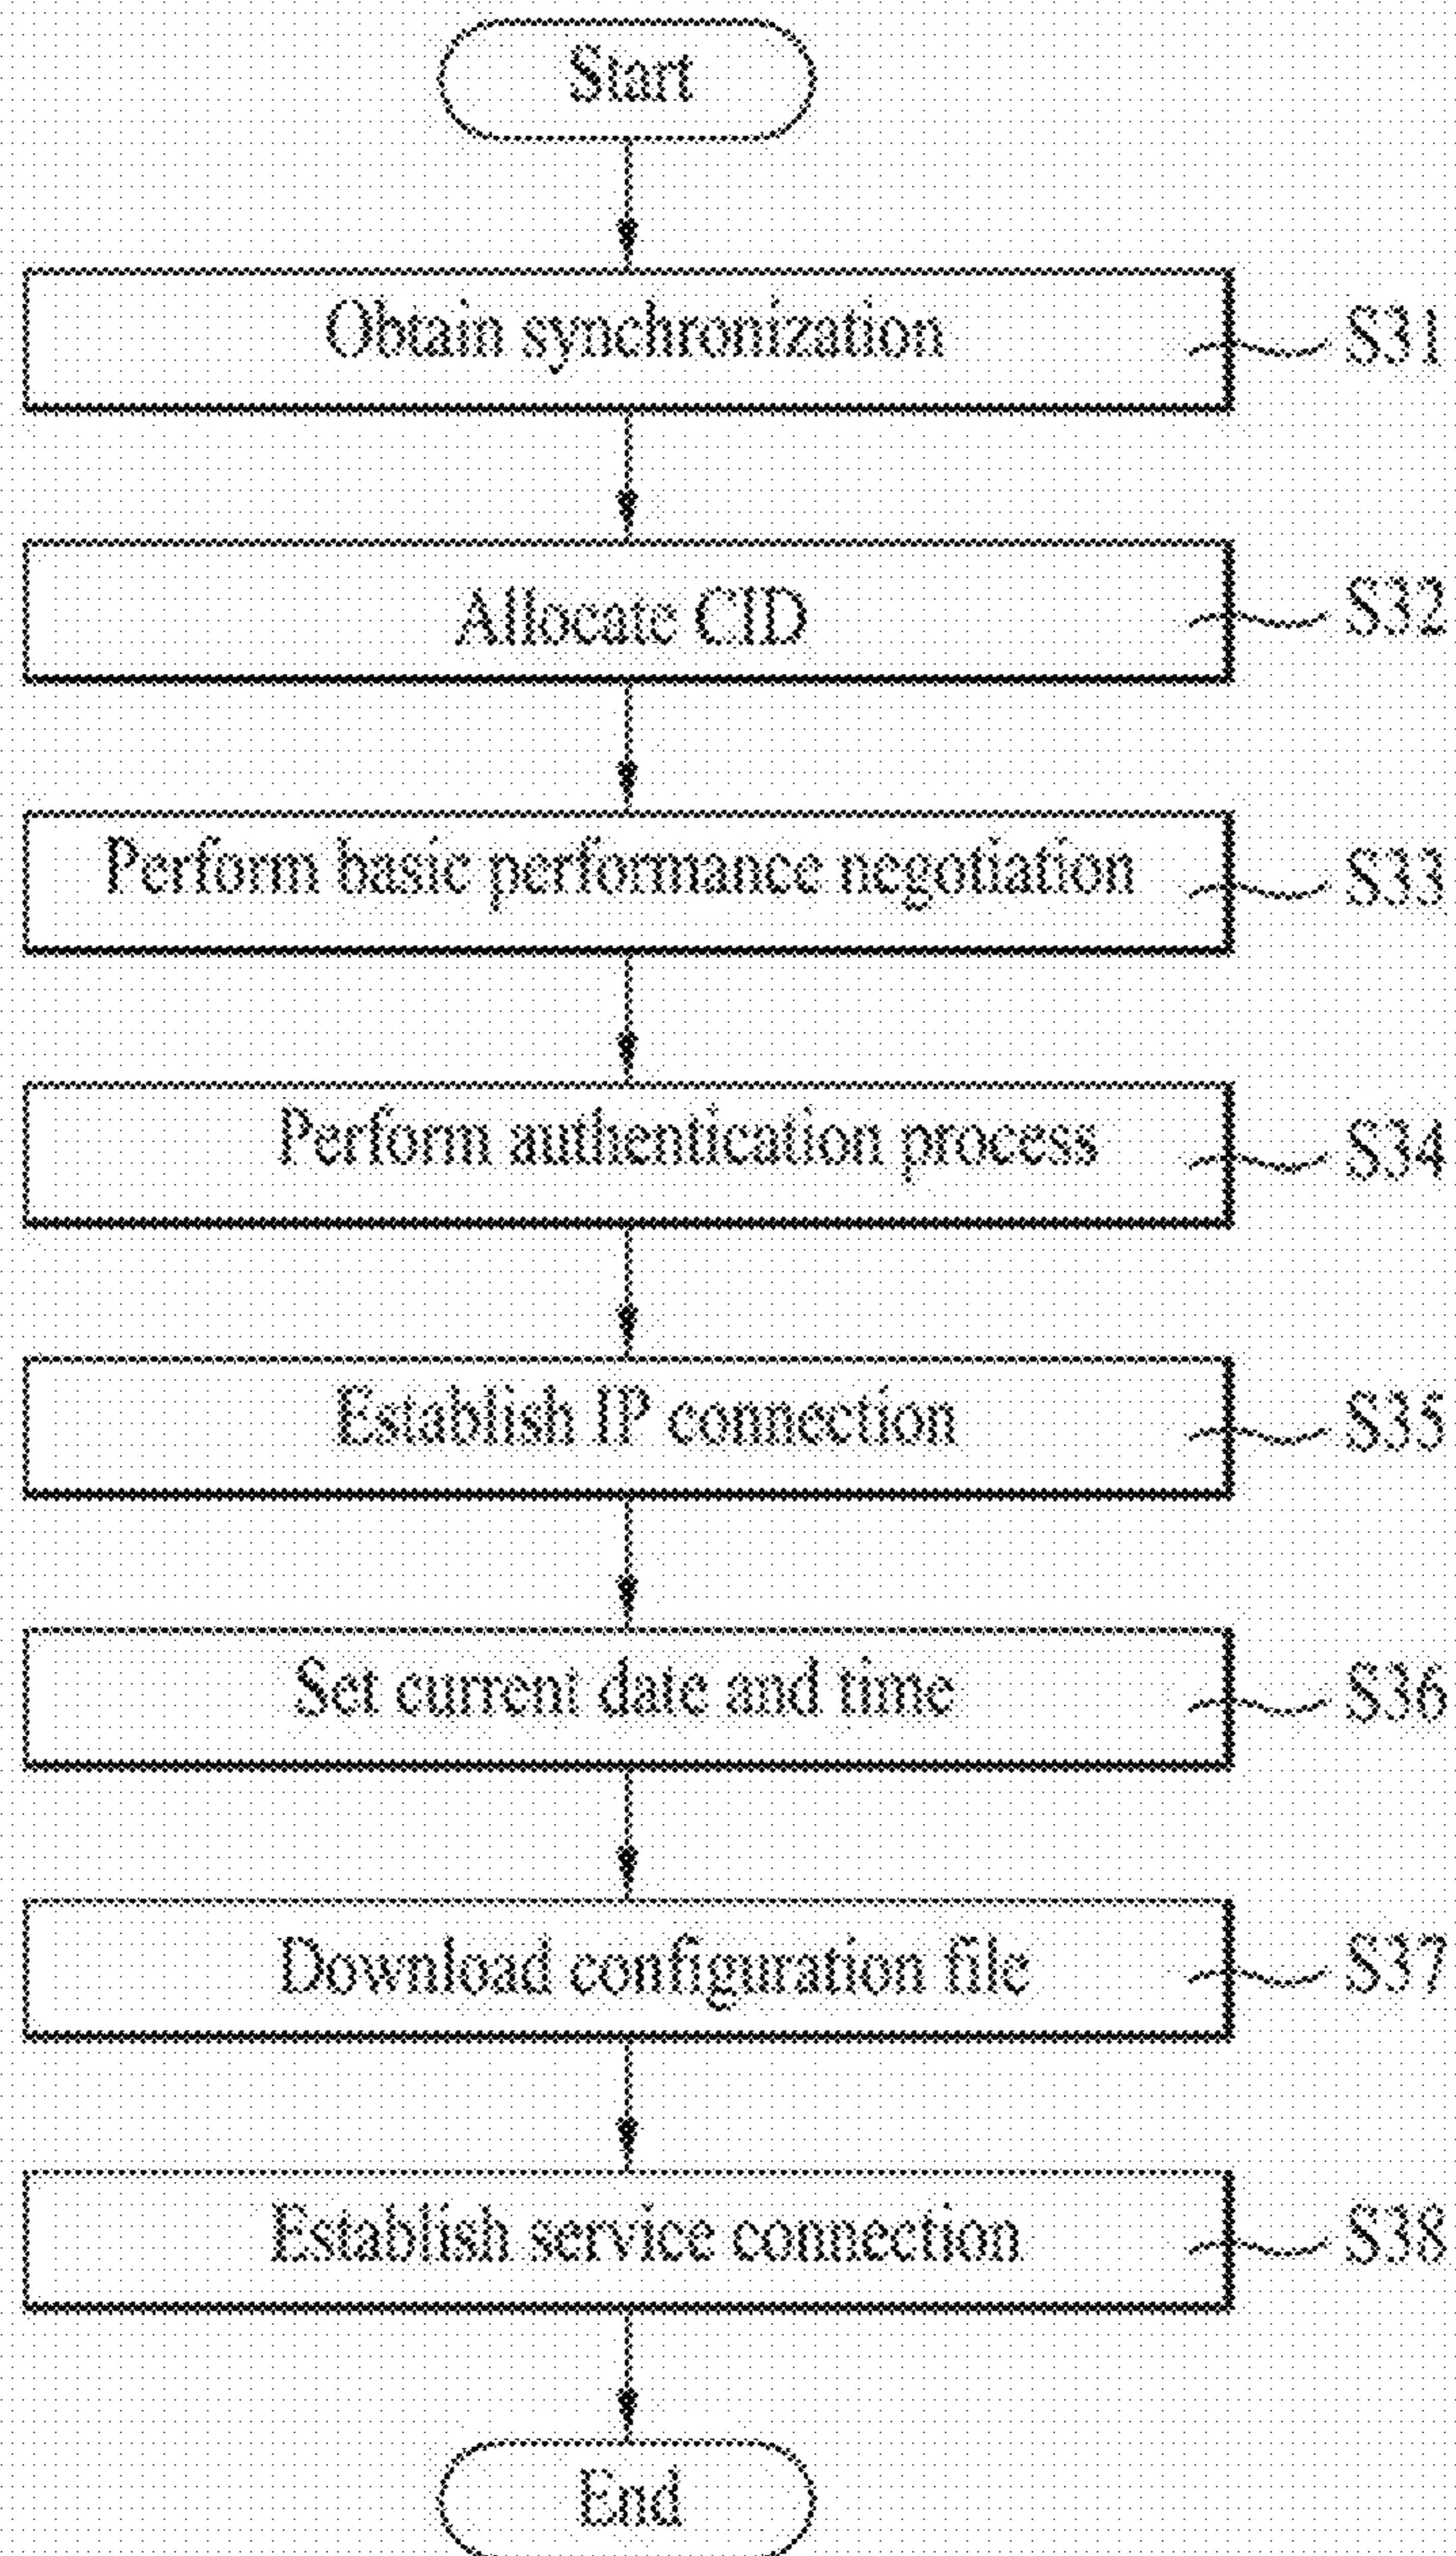 Start
Obtain synchronization
S31
Allocate CID
S32
Perform basic performance negotiation
S33
Perform authentication process
S34
Establish IP connection
S35
Set current date and time
S36
Download configuration file
S37
Establish service connection
S38
End